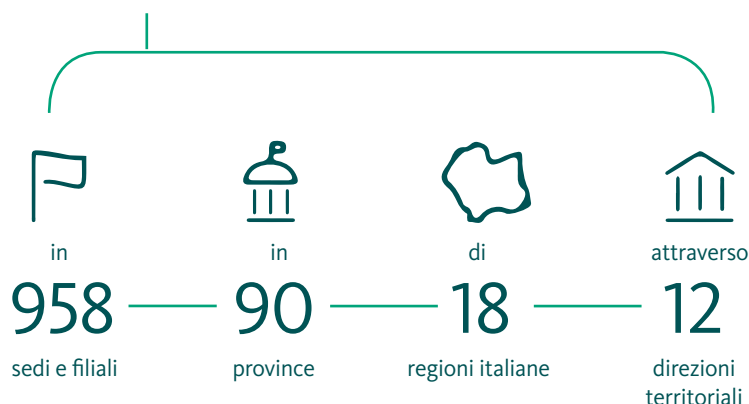 in
958
sedi e filiali
in
90
province
di
18
regioni italiane
attraverso
12
direzioni
territoriali